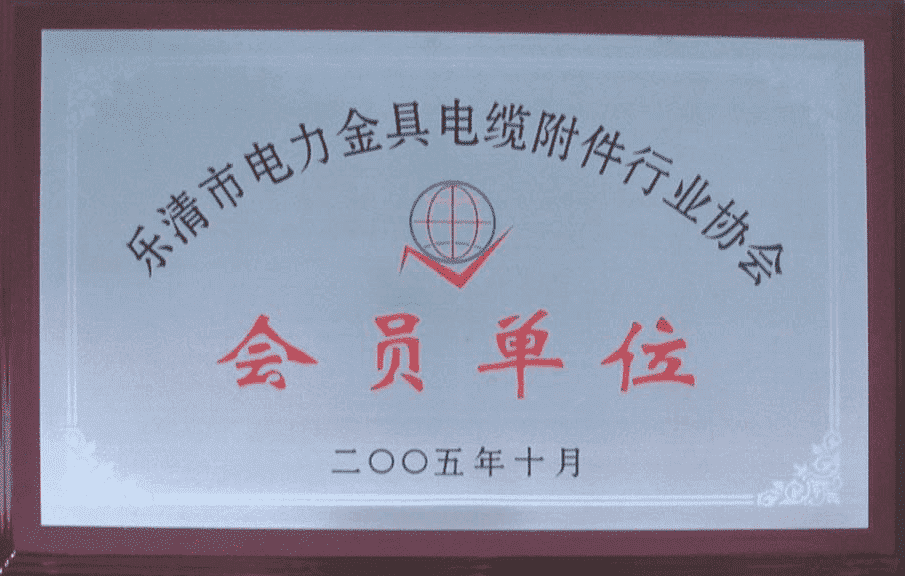 乐清市电力金具电缆附件行业协会
会员单位
二〇〇五年十月